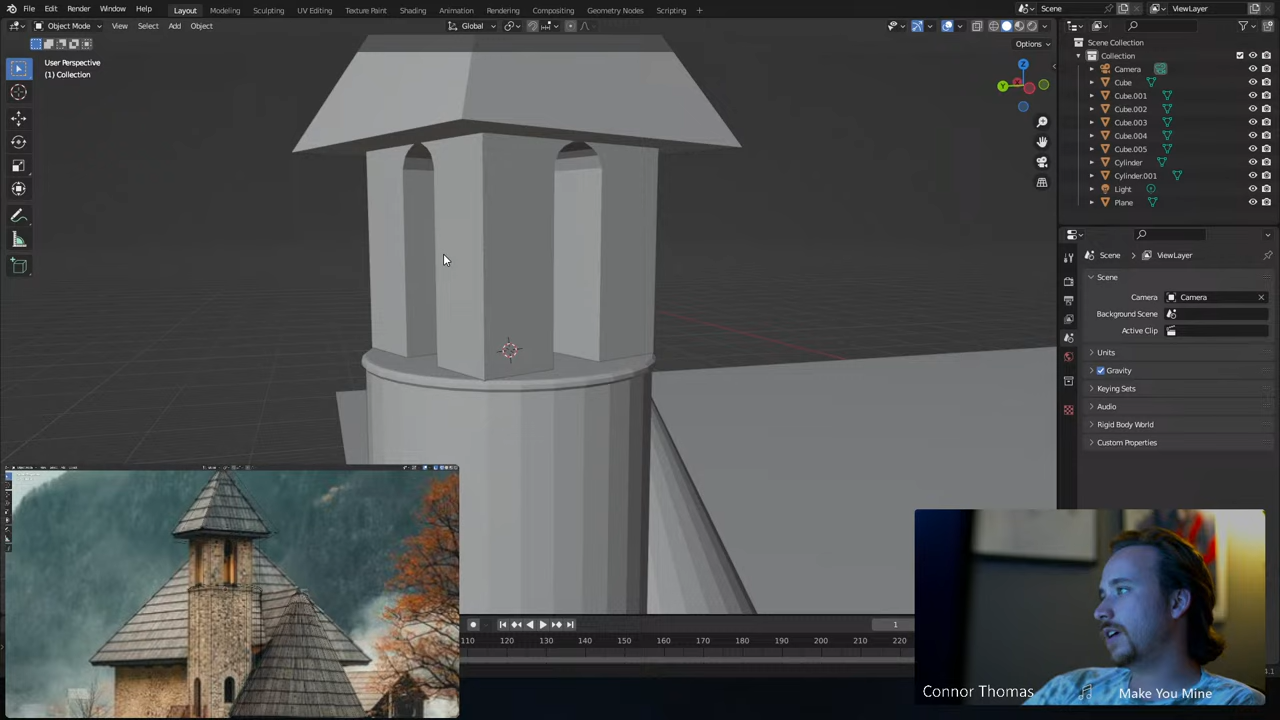 File Edit Render Window Help
Layout Modeling Sculpting UV Editing Texture Paint Shading Animation Rendering Compositing Geometry Nodes Scripting
Scene
ViewLayer
Object Mode View Select Add Object
Global
Options
User Perspective
(1) Collection
Z
Y
X
Scene Collection
Collection
Camera
Cube
Cube.001
Cube.002
Cube.003
Cube.004
Cube.005
Cylinder
Cylinder.001
Light
Plane
Scene ViewLayer
Scene
Camera Camera
Background Scene
Active Clip
Units
Gravity
Keying Sets
Audio
Rigid Body World
Custom Properties
1
110 120 130 140 150 160 170 180 190 200 210 220
Connor Thomas Make You Mine